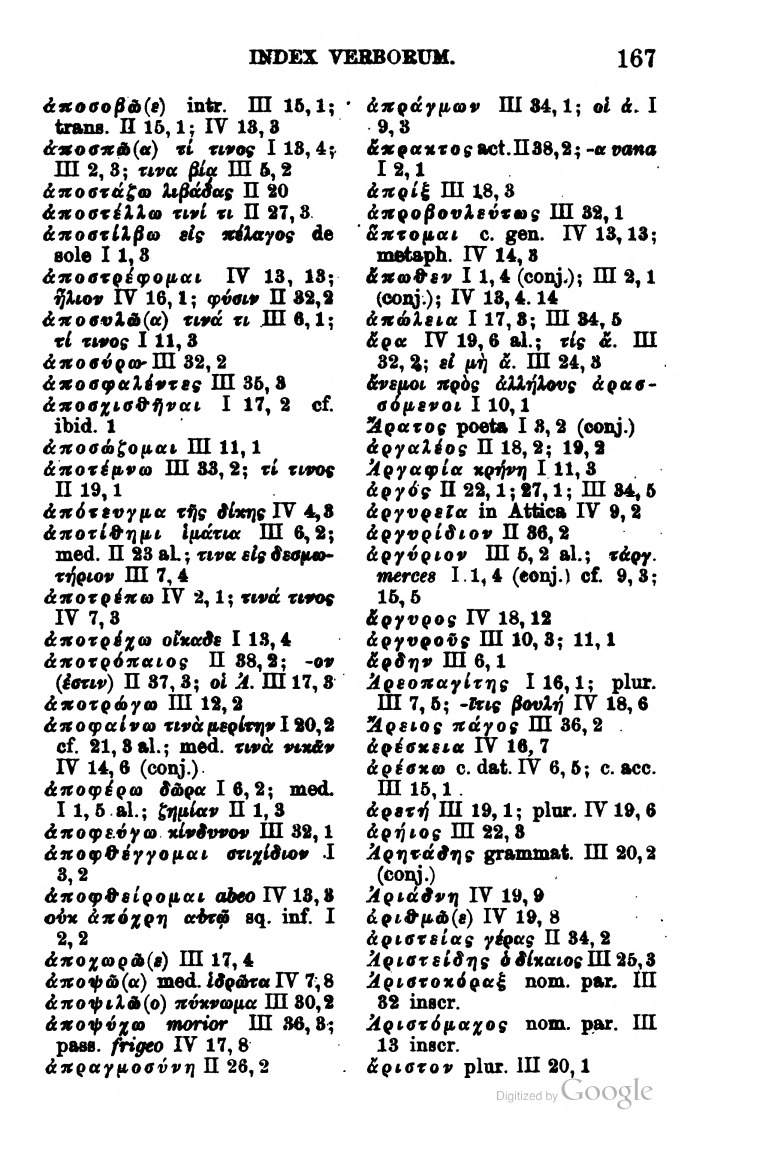 INDEX VERBORUM. 167
ἀποσοβῶ(ε) intr. III 15, 1;
trans. II 15, 1; IV 13, 3
ἀποσπῶ(α) τί τινος I 13, 4;
III 2, 3; τινα βίᾳ III 5, 2
ἀποστάζω λιβάδας II 20
ἀποστέλλω τινί τι II 27, 3.
ἀποστίλβω εἰς πέλαγος de
sole I 1, 3
ἀποστρέφομαι IV 13, 13;
ἥλιον IV 16, 1; φύσιν II 32, 2
ἀποσυλῶ(α) τινά τι III 6, 1;
τί τινος I 11, 3
ἀποσύρω III 32, 2
ἀποσφαλέντες III 35, 3
ἀποσχισθῆναι I 17, 2 cf.
ibid. 1
ἀποσώζομαι III 11, 1
ἀποτέμνω III 33, 2; τί τινος
II 19, 1
ἀπότευγμα τῆς δίκης IV 4, 3
ἀποτίθημι ἱμάτια III 6, 2;
med. II 23 al.; τινα εἰς δεσμω-
τήριον III 7, 4
ἀποτρέπω IV 2, 1; τινά τινος
IV 7, 3
ἀποτρέχω οἴκαδε I 13, 4
ἀποτρόπαιος II 38, 2; -ον
(ἐστιν) II 37, 3; οἱ Ἀ. III 17, 3
ἀποτρώγω III 12, 2
ἀποφαίνω τινὰ μερίτην I 20, 2
cf. 21, 3 al.; med. τινὰ νικᾶν
IV 14, 6 (conj.).
ἀποφέρω δῶρα I 6, 2; med.
I 1, 5 al.; ζημίαν II 1, 3
ἀποφεύγω κίνδυνον III 32, 1
ἀποφθέγγομαι στιχίδιον I
3, 2
ἀποφθείρομαι abeo IV 13, 3
οὐκ ἀπόχρη αὐτῷ sq. inf. I
2, 2
ἀποχωρῶ(ε) III 17, 4
ἀποψῶ(α) med. ἱδρῶτα IV 7, 8
ἀποψιλῶ(ο) πύκνωμα III 30, 2
ἀποψύχω morior III 36, 3;
pass. frigeo IV 17, 8
ἀπραγμοσύνη II 26, 2
ἀπράγμων III 34, 1; οἱ ἀ. I
9, 3
ἄπρακτος act. II 38, 2; -α vana
I 2, 1
ἀπρίξ III 18, 3
ἀπροβουλεύτως III 32, 1
ἅπτομαι c. gen. IV 13, 13;
metaph. IV 14, 3
ἄπωθεν I 1, 4 (conj.); III 2, 1
(conj.); IV 13, 4. 14
ἀπώλεια I 17, 3; III 34, 5
ἄρα IV 19, 6 al.; τίς ἄ. III
32, 2; εἰ μὴ ἄ. III 24, 3
ἄνεμοι πρὸς ἀλλήλους ἀρασ-
σόμενοι I 10, 1
Ἄρατος poeta I 3, 2 (conj.)
ἀργαλέος II 18, 2; 19, 2
Ἀργαφία κρήνη I 11, 3
ἀργός II 22, 1; 27, 1; III 34, 5
ἀργυρεῖα in Attica IV 9, 2
ἀργυρίδιον II 36, 2
ἀργύριον III 5, 2 al.; τἀργ.
merces I 1, 4 (conj.) cf. 9, 3;
15, 5
ἄργυρος IV 18, 12
ἀργυροῦς III 10, 3; 11, 1
ἄρδην III 6, 1
Ἀρεοπαγίτης I 16, 1; plur.
III 7, 5; -ῖτις βουλή IV 18, 6
Ἄρειος πάγος III 36, 2
ἀρέσκεια IV 16, 7
ἀρέσκω c. dat. IV 6, 5; c. acc.
III 15, 1.
ἀρετή III 19, 1; plur. IV 19, 6
ἀρήιος III 22, 3
Ἀρητάδης grammat. III 20, 2
(conj.)
Ἀριάδνη IV 19, 9
ἀριθμῶ(ε) IV 19, 8
ἀριστείας γέρας II 34, 2
Ἀριστείδης ὁ δίκαιος III 25, 3
Ἀριστοκόραξ nom. par. III
32 inscr.
Ἀριστόμαχος nom. par. III
13 inscr.
ἄριστον plur. III 20, 1
Digitized by Google